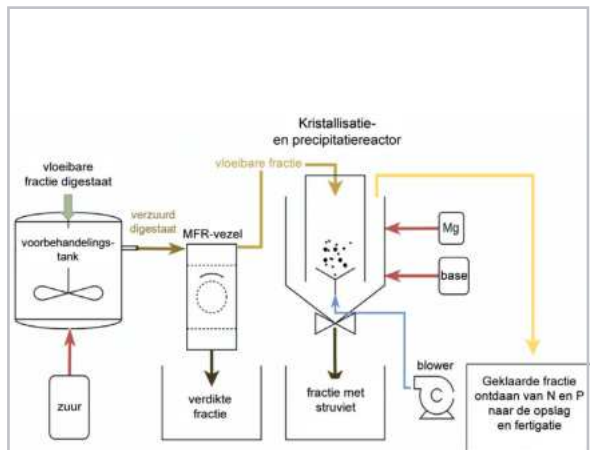 Kristallisatie-
en precipitatiereactor
vloeibare
fractie digestaat
vloeibare fractie
verzuurd
digestaat
MFR-vezel
voorbehandelings-
tank
Mg
base
blower
zuur
verdikte
fractie
fractie met
struviet
Geklaarde fractie
ontdaan van N en P
naar de opslag
en fertigatie